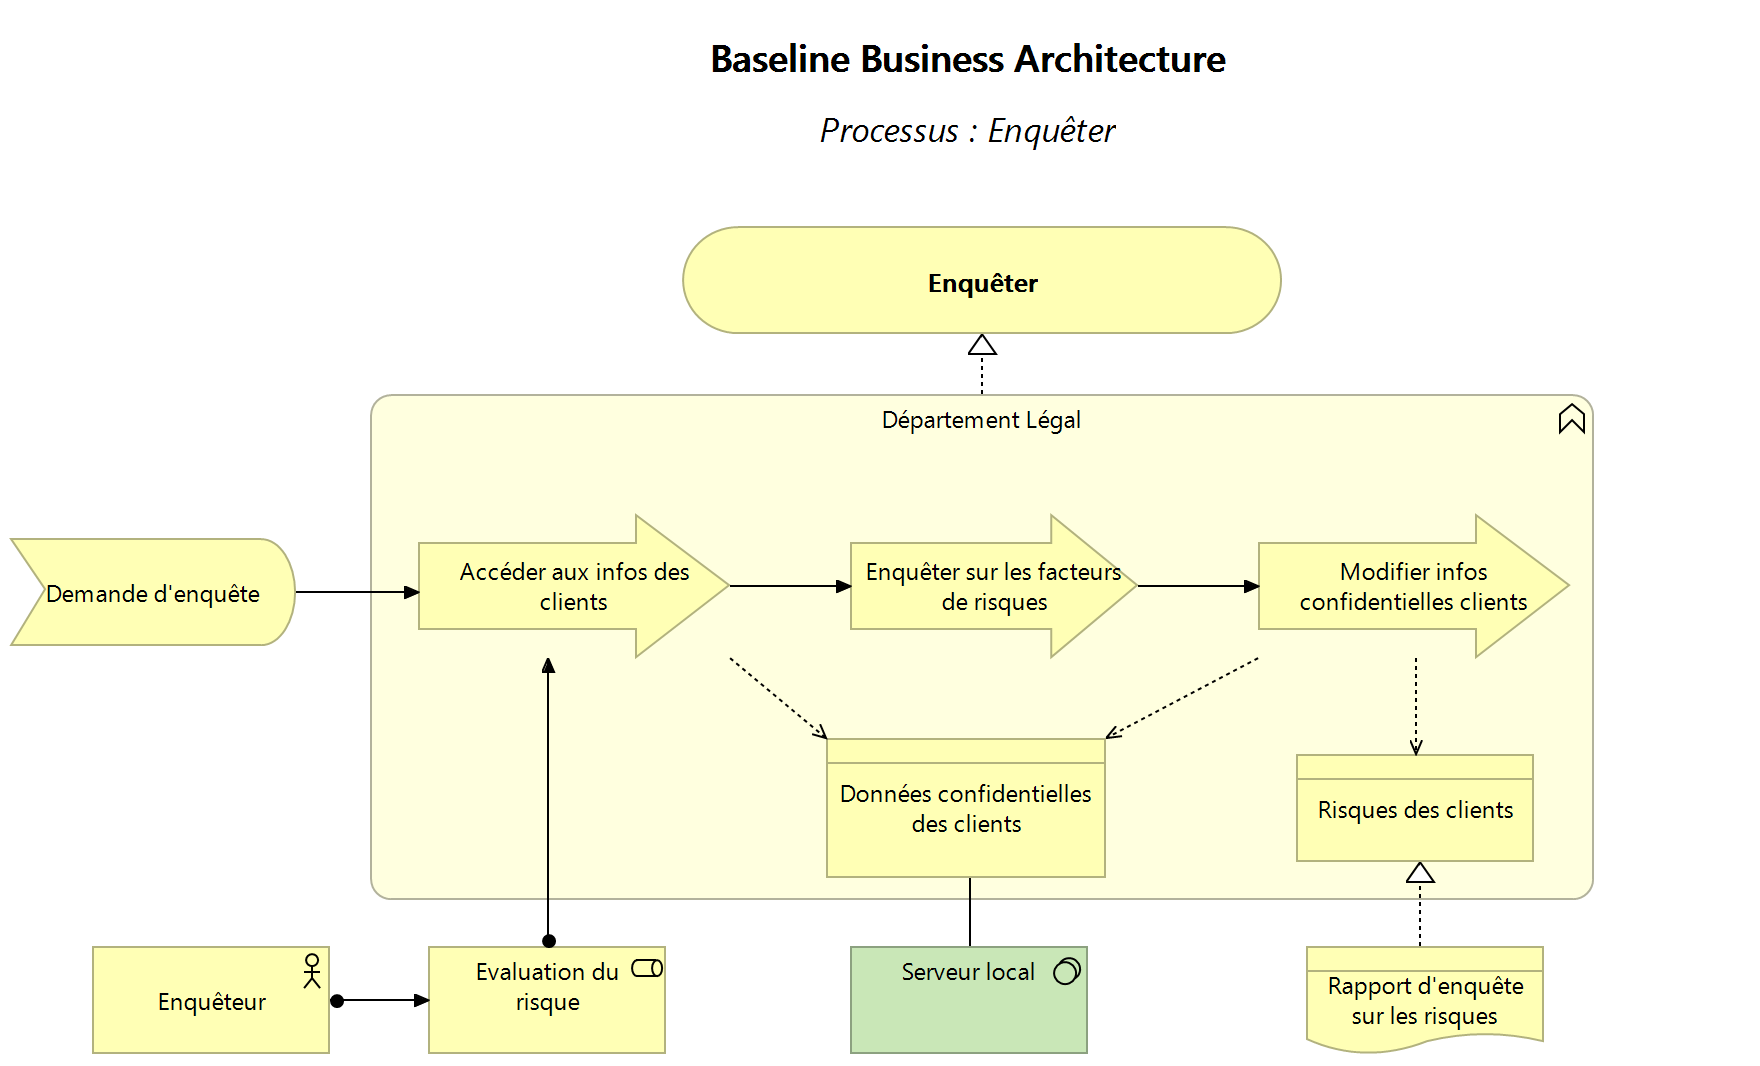 Baseline Business Architecture
Processus : Enquêter
Enquêter
Département Légal
Demande d'enquête
Accéder aux infos des
clients
Enquêter sur les facteurs
de risques
Modifier infos
confidentielles clients
Données confidentielles
des clients
Risques des clients
Enquêteur
Evaluation du
risque
Serveur local
Rapport d'enquête
sur les risques